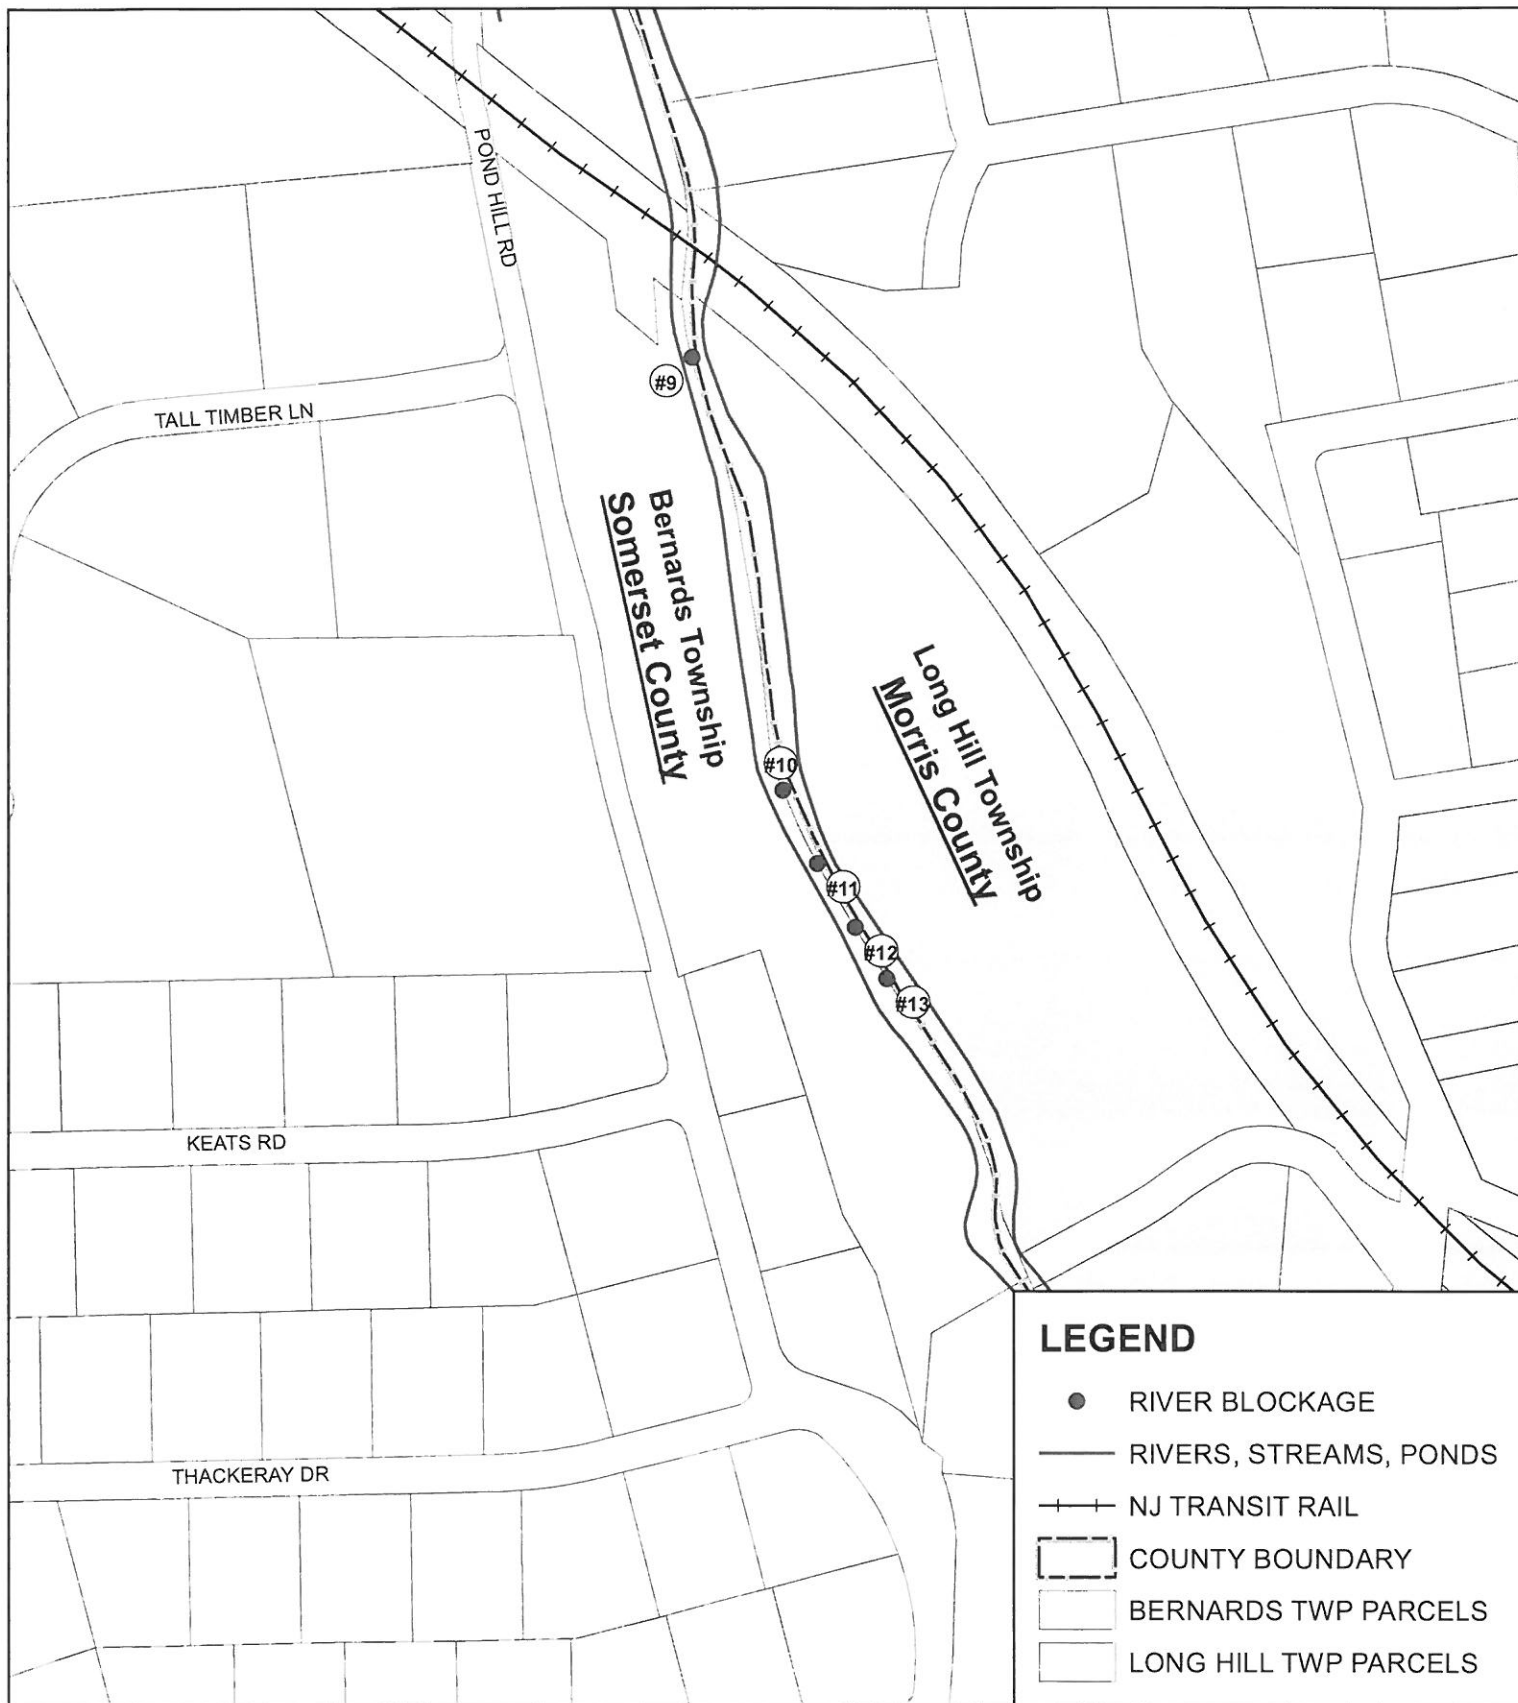 POND HILL RD
#9
TALL TIMBER LN
Bernards Township
Somerset County
Long Hill Township
Morris County
#10
#11
#12
#13
KEATS RD
THACKERAY DR
LEGEND
RIVER BLOCKAGE
RIVERS, STREAMS, PONDS
NJ TRANSIT RAIL
COUNTY BOUNDARY
BERNARDS TWP PARCELS
LONG HILL TWP PARCELS